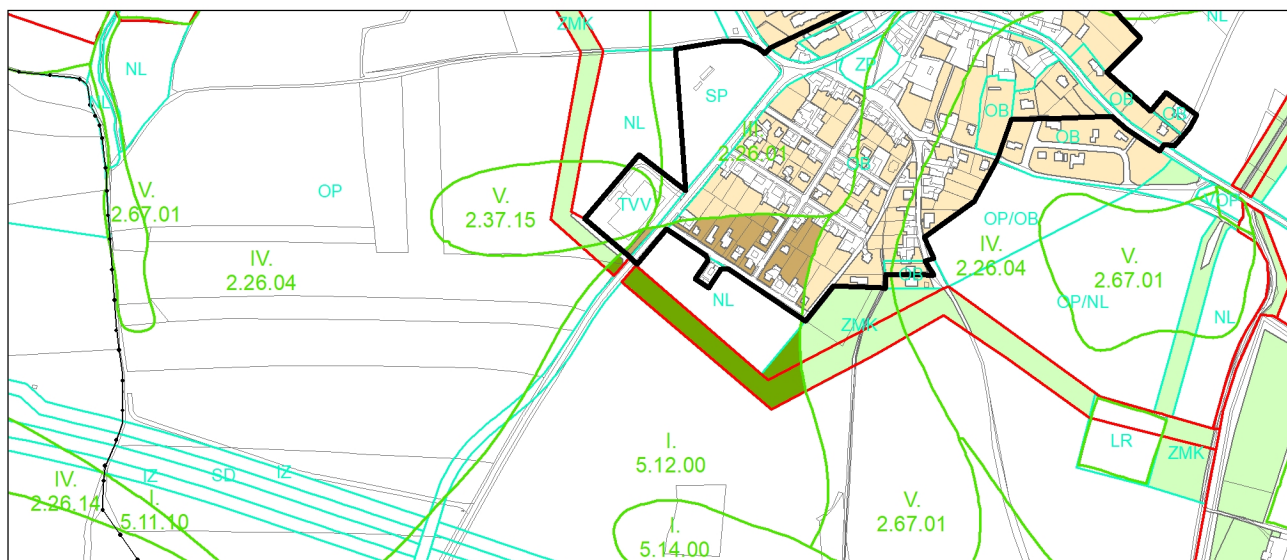 ZMK
NL
NL
NL
ZP
SP
OB
OB
OB
OB
NL
III.
2.26.01
OB
OP
V.
2.67.01
V.
2.37.15
TVV
VOP
OP/OB
IV.
2.26.04
V.
2.67.01
IV.
2.26.04
OB
NL
OP/NL
NL
ZMK
LR
ZMK
I.
5.12.00
IZ
SD
IZ
IV.
2.26.14
I.
5.11.10
V.
2.67.01
I.
5.14.00